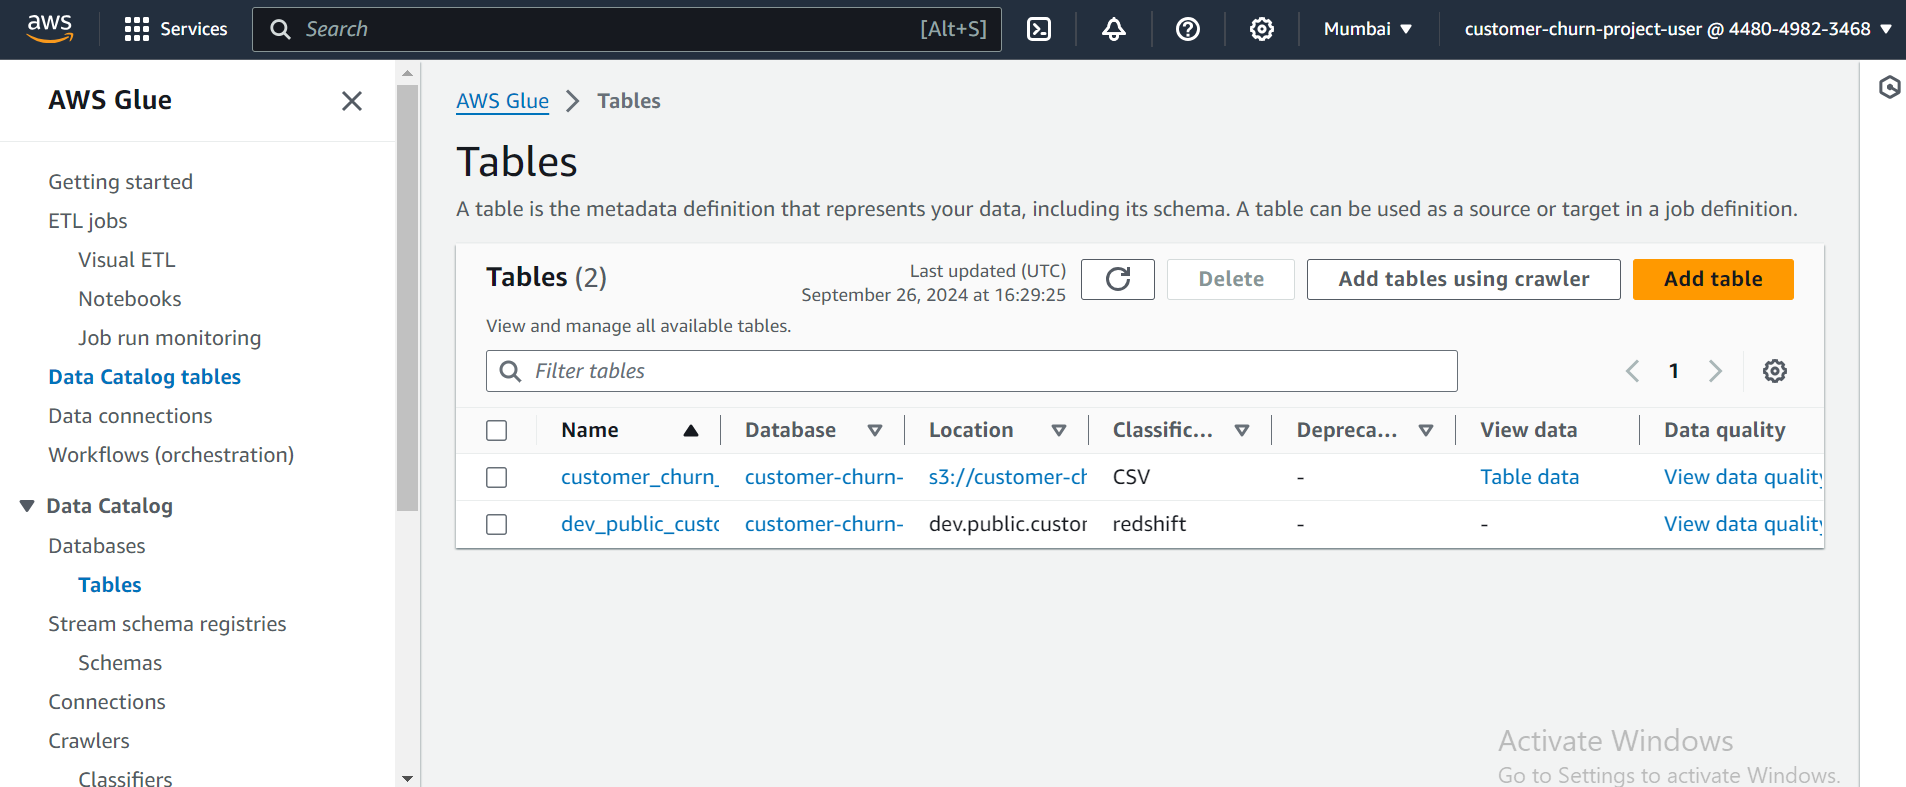 aws
Services
Search
[Alt+S]
Mumbai
customer-churn-project-user @ 4480-4982-3468
AWS Glue
Getting started
ETL jobs
Visual ETL
Notebooks
Job run monitoring
Data Catalog tables
Data connections
Workflows (orchestration)
Data Catalog
Databases
Tables
Stream schema registries
Schemas
Connections
Crawlers
Classifiers
AWS Glue > Tables
Tables
A table is the metadata definition that represents your data, including its schema. A table can be used as a source or target in a job definition.
Tables (2)
Last updated (UTC)
September 26, 2024 at 16:29:25
Delete
Add tables using crawler
Add table
View and manage all available tables.
Filter tables
1
Name Database Location Classific... Depreca... View data Data quality
customer_churn_ customer-churn- s3://customer-ch CSV - Table data View data quality
dev_public_custo customer-churn- dev.public.custor redshift - - View data quality
Activate Windows
Go to Settings to activate Windows.